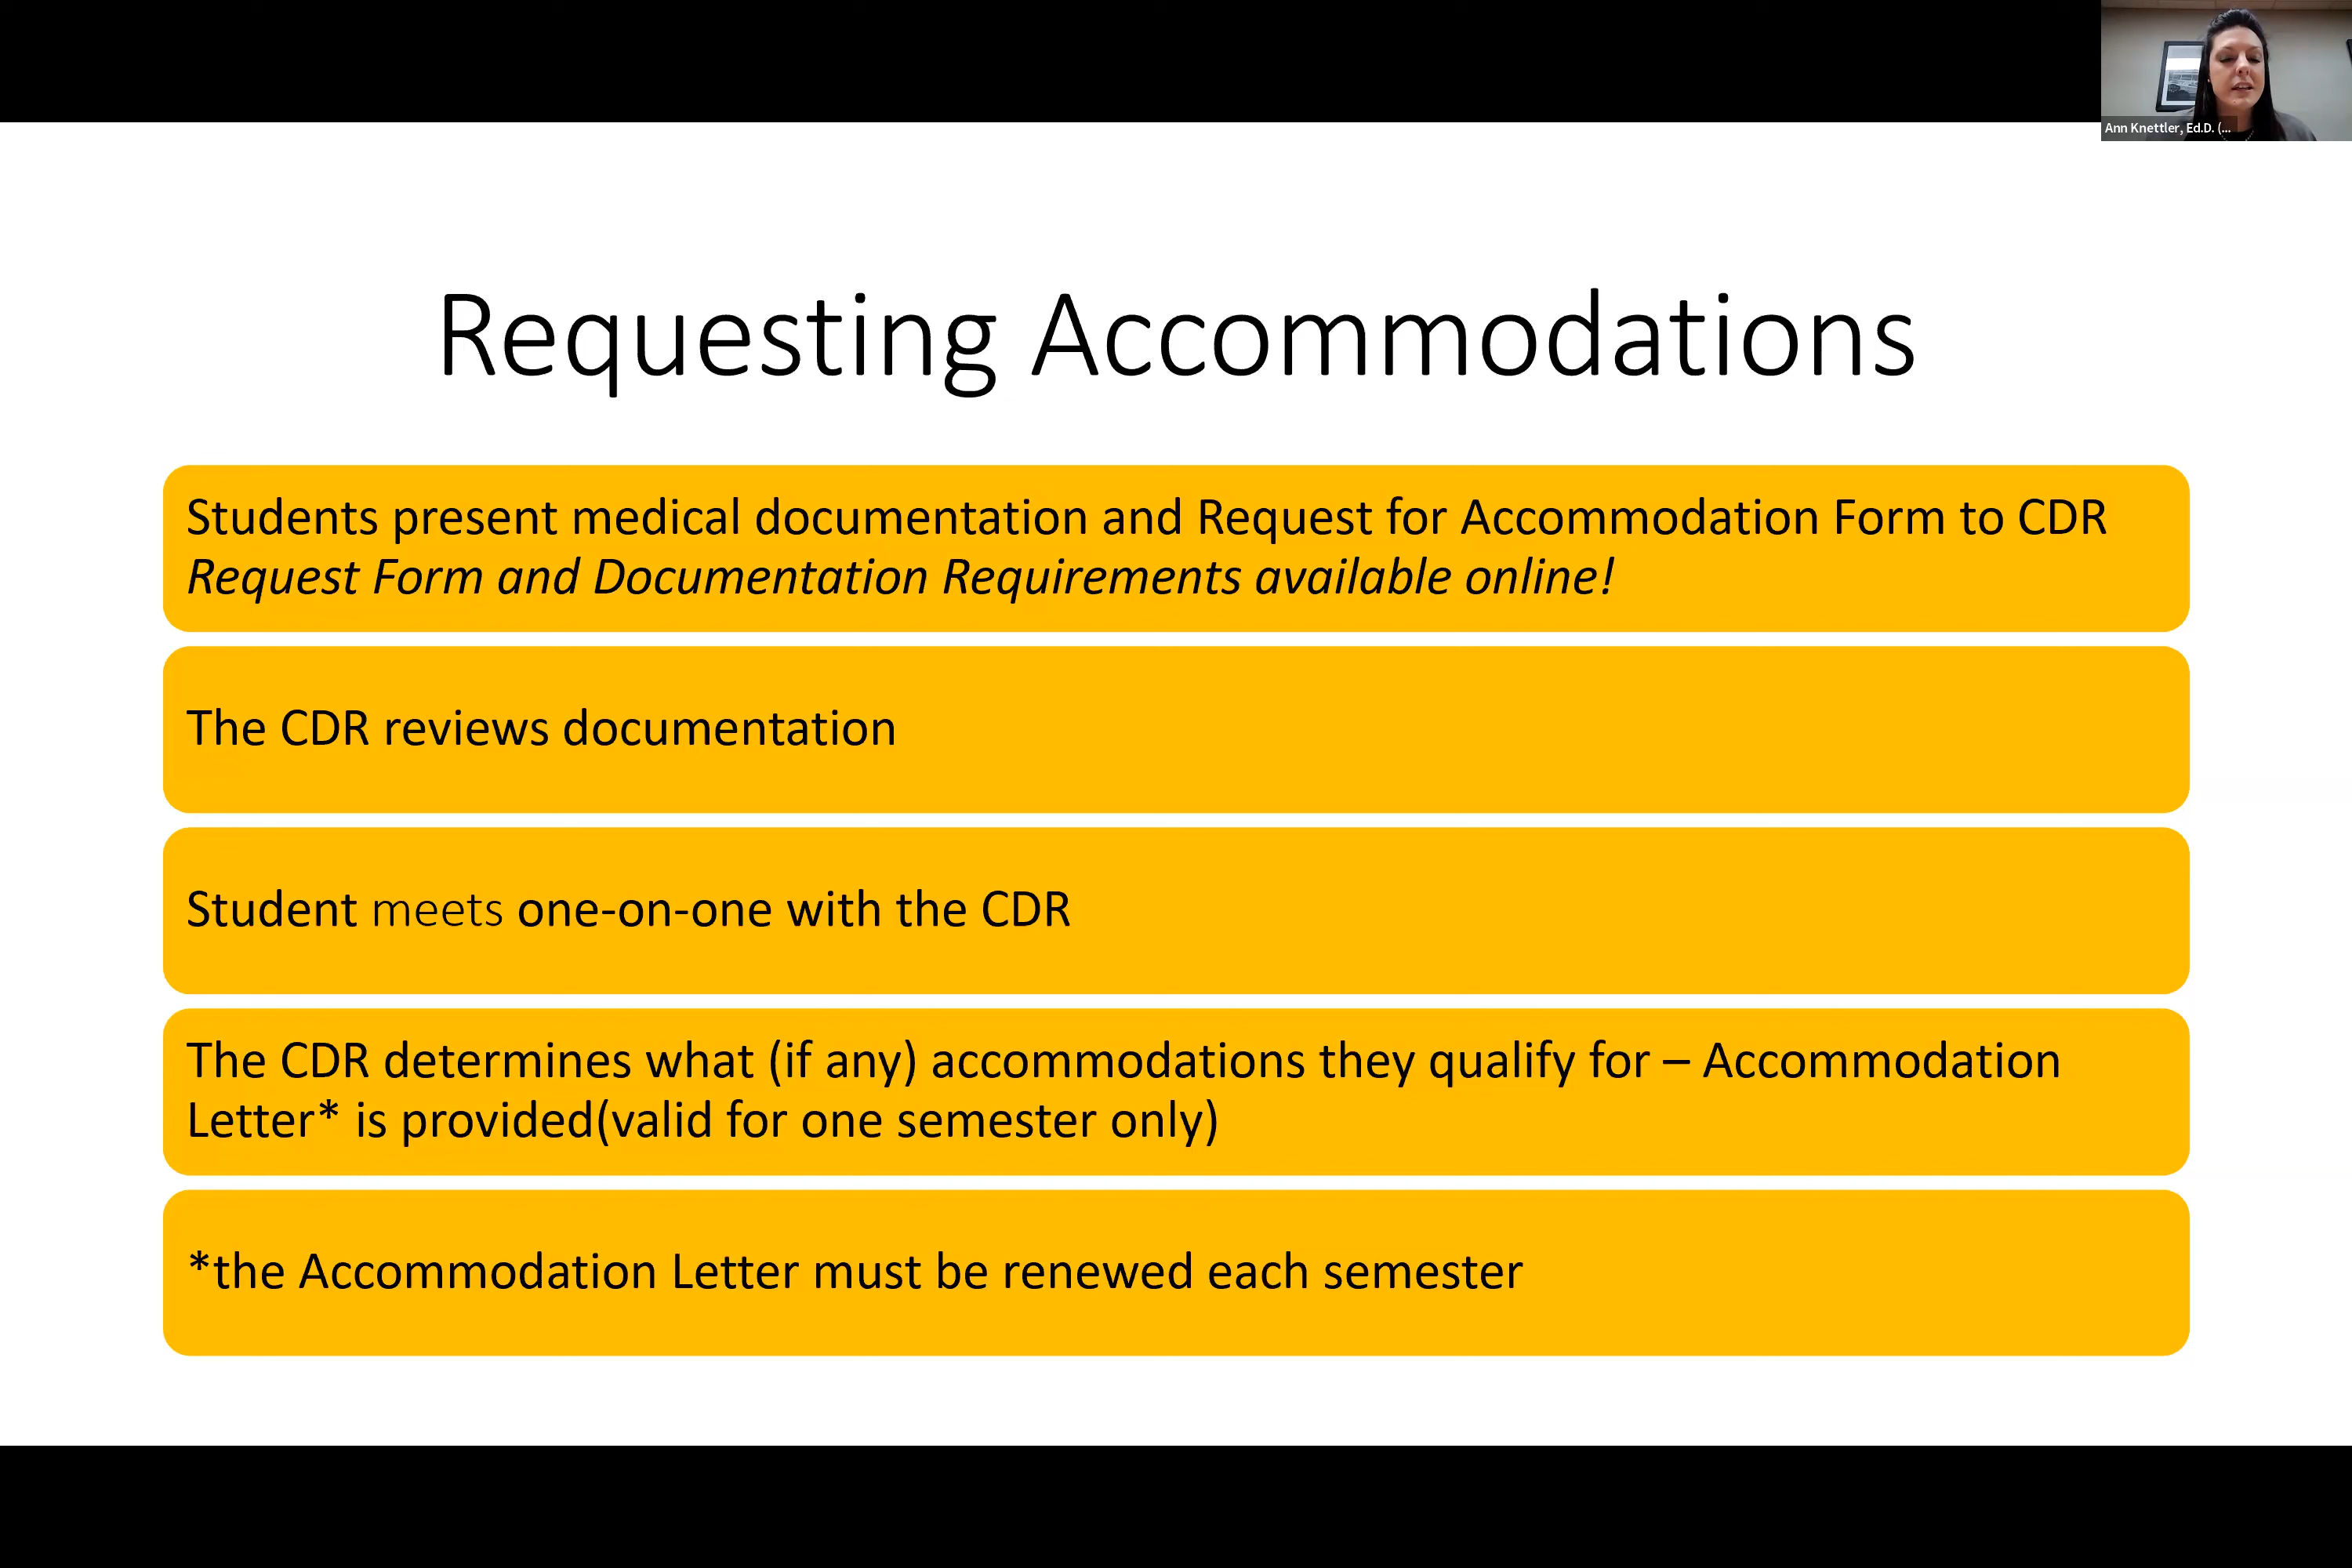 Ann Knettler, Ed.D. (...
Requesting Accommodations
Students present medical documentation and Request for Accommodation Form to CDR
Request Form and Documentation Requirements available online!
The CDR reviews documentation
Student meets one-on-one with the CDR
The CDR determines what (if any) accommodations they qualify for – Accommodation
Letter* is provided(valid for one semester only)
*the Accommodation Letter must be renewed each semester